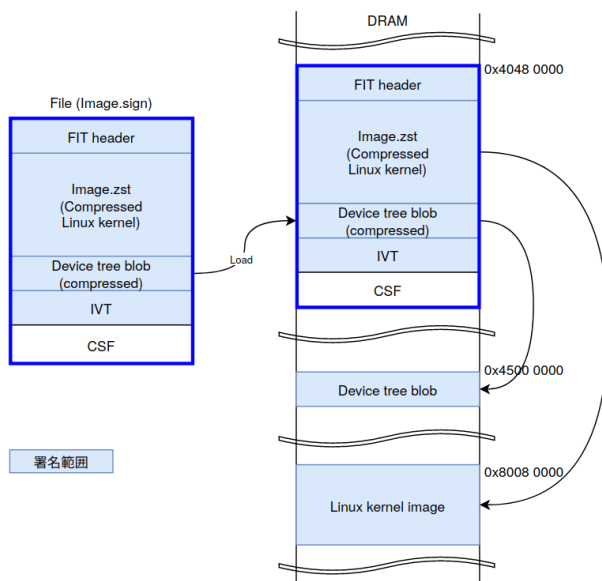 DRAM
0x4048 0000
File (Image.sign)
FIT header
Image.zst
(Compressed
Linux kernel)
Device tree blob
(compressed)
IVT
CSF
Load
FIT header
Image.zst
(Compressed
Linux kernel)
Device tree blob
(compressed)
IVT
CSF
0x4500 0000
Device tree blob
署名範囲
0x8008 0000
Linux kernel image